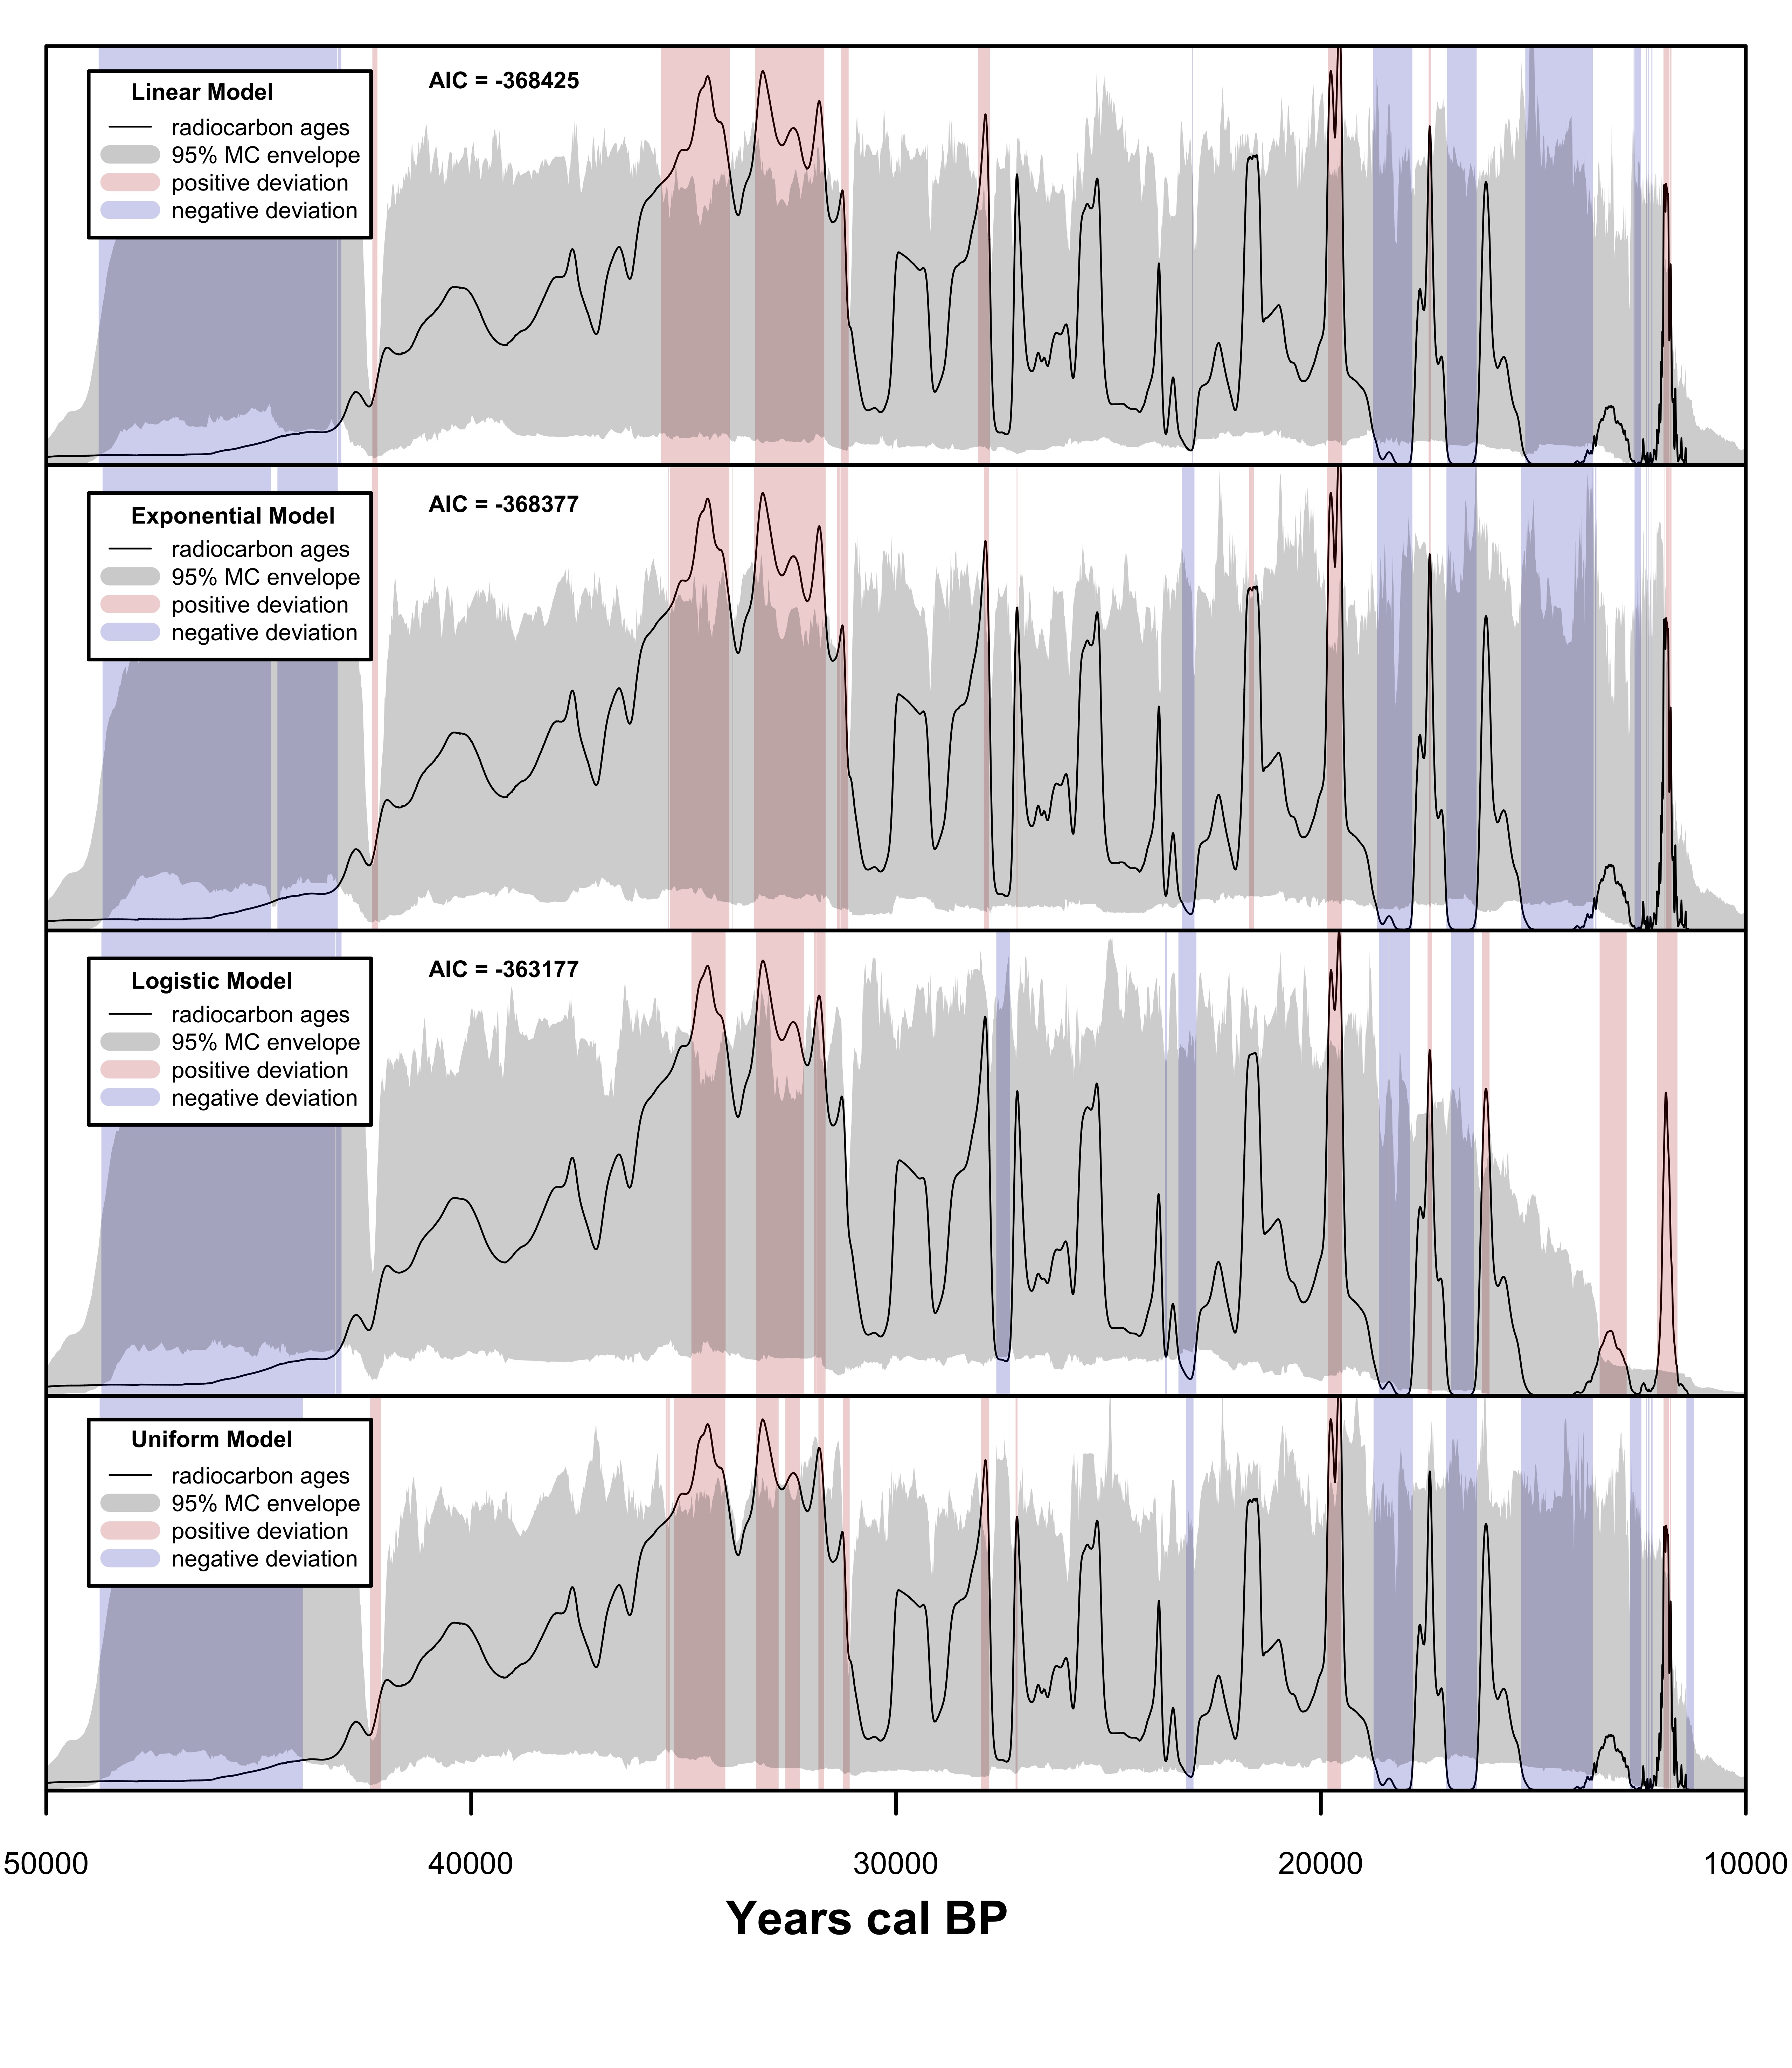 Linear Model
AIC = -368425
radiocarbon ages
95% MC envelope
positive deviation
negative deviation
Exponential Model
AIC = -368377
radiocarbon ages
95% MC envelope
positive deviation
negative deviation
Logistic Model
AIC = -363177
radiocarbon ages
95% MC envelope
positive deviation
negative deviation
Uniform Model
radiocarbon ages
95% MC envelope
positive deviation
negative deviation
50000 40000 30000 20000 10000
Years cal BP